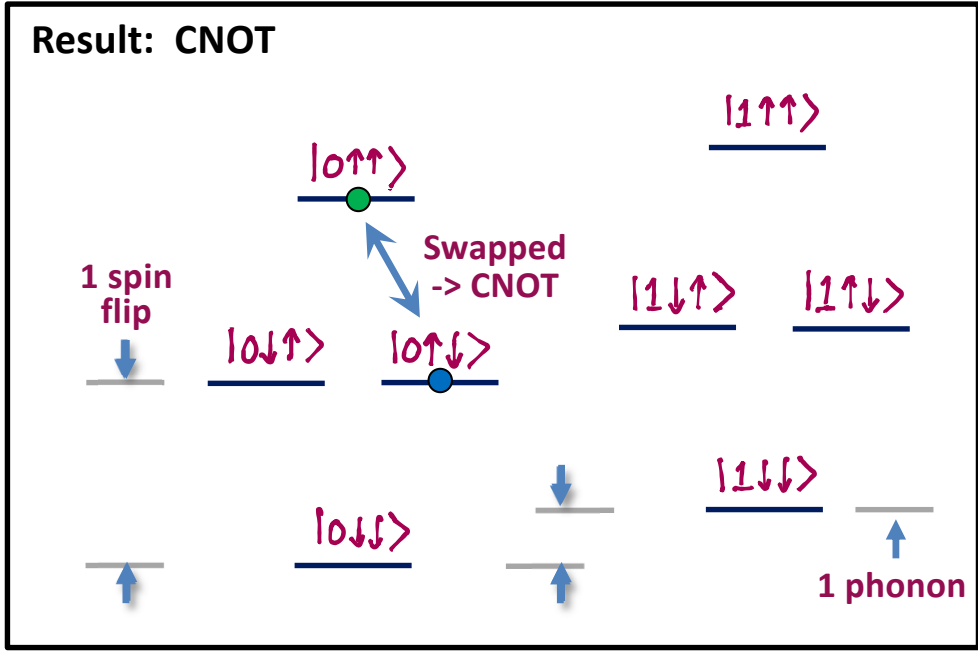 Result: CNOT
|1↑↑⟩
|0↑↑⟩
Swapped
-> CNOT
1 spin
flip
|1↓↑⟩ |1↑↓⟩
|0↓↑⟩ |0↑↓⟩
|1↓↓⟩
|0↓↓⟩
1 phonon